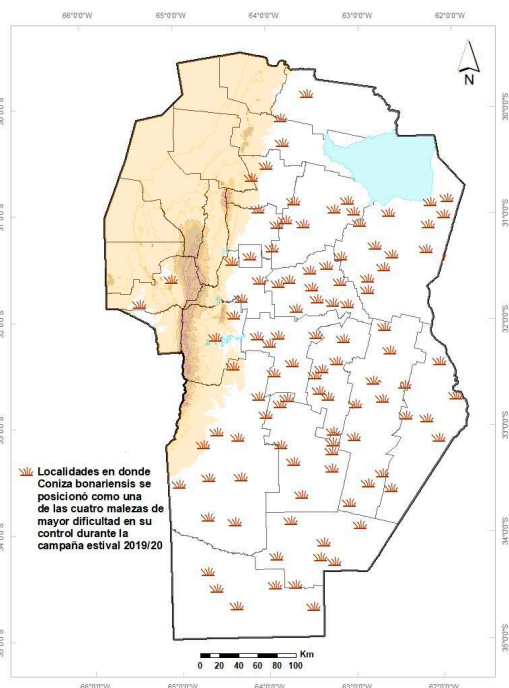 66°0'0"W 65°0'0"W 64°0'0"W 63°0'0"W 62°0'0"W
N
Localidades en donde
Coniza bonariensis se
posicionó como una
de las cuatro malezas de
mayor dificultad en su
control durante la
campaña estival 2019/20
Km
0 20 40 60 80 100
66°0'0"W 65°0'0"W 64°0'0"W 63°0'0"W 62°0'0"W